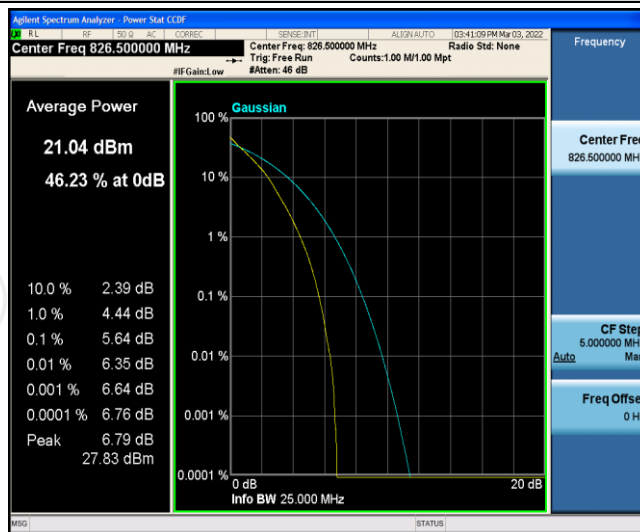 Agilent Spectrum Analyzer - Power Stat CCDF
RL RF 50 Ω AC CORREC SENSE:INT ALIGN AUTO 03:41:09 PM Mar 03, 2022
Center Freq 826.500000 MHz
Center Freq: 826.500000 MHz Radio Std: None
Trig: Free Run Counts:1.00 M/1.00 Mpt
#IFGain:Low #Atten: 46 dB
Frequency
Average Power
21.04 dBm
46.23 % at 0dB
10.0 % 2.39 dB
1.0 % 4.44 dB
0.1 % 5.64 dB
0.01 % 6.35 dB
0.001 % 6.64 dB
0.0001 % 6.76 dB
Peak 6.79 dB
27.83 dBm
Gaussian
100 %
10 %
1 %
0.1 %
0.01 %
0.001 %
0.0001 %
0 dB 20 dB
Info BW 25.000 MHz
Center Fre
826.500000 MH
CF Step
5.000000 MH
Auto Ma
Freq Offse
0 H
MSG STATUS